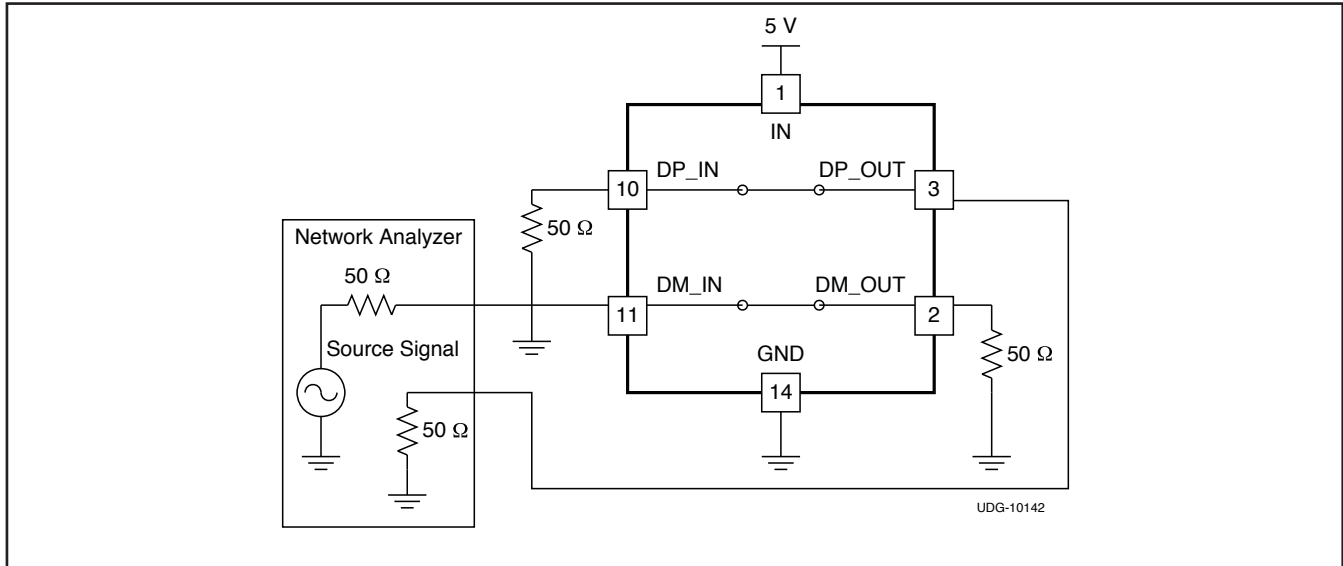 5 V
1
IN
DP_IN
DP_OUT
10
3
50 Ω
Network Analyzer
50 Ω
DM_IN
DM_OUT
11
2
Source Signal
GND
50 Ω
14
50 Ω
UDG-10142